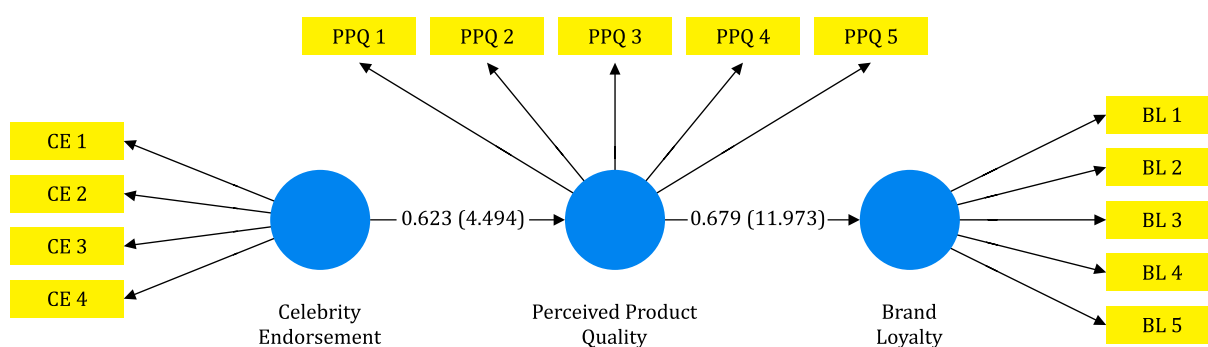 PPQ 1
PPQ 2
PPQ 3
PPQ 4
PPQ 5
CE 1
CE 2
CE 3
CE 4
0.623 (4.494)
0.679 (11.973)
BL 1
BL 2
BL 3
BL 4
BL 5
Celebrity
Endorsement
Perceived Product
Quality
Brand
Loyalty